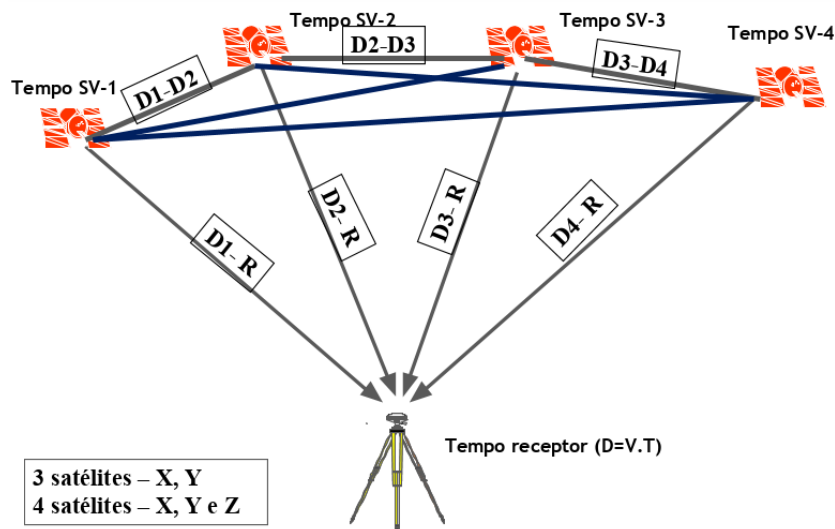 Tempo SV-2
Tempo SV-3
Tempo SV-4
D2-D3
D3-D4
Tempo SV-1
D1-D2
D1- R
D2- R
D3- R
D4- R
Tempo receptor (D=V.T)
3 satélites – X, Y
4 satélites – X, Y e Z